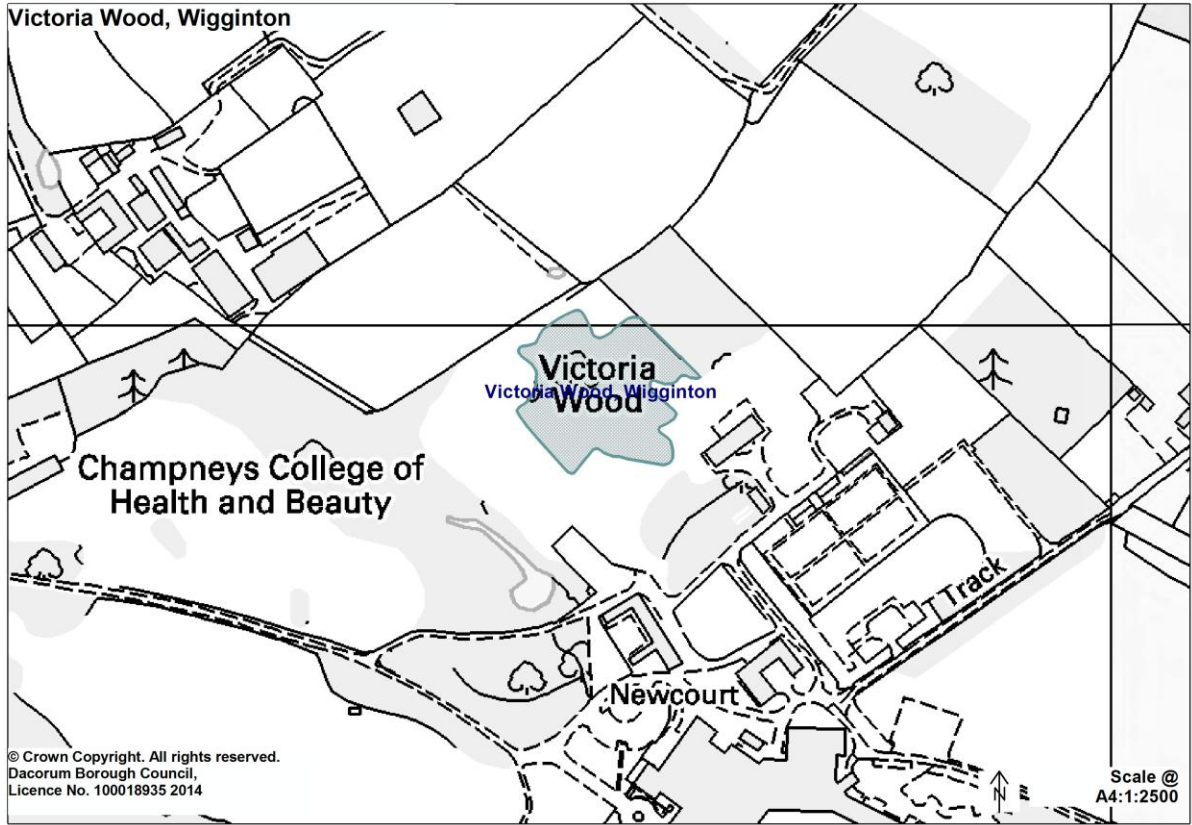 Victoria Wood, Wigginton
Victoria
Victoria Wood, Wigginton
Wood
Champneys College of
Health and Beauty
Track
Newcourt
© Crown Copyright. All rights reserved.
Dacorum Borough Council,
Licence No. 100018935 2014
N
Scale @
A4:1:2500